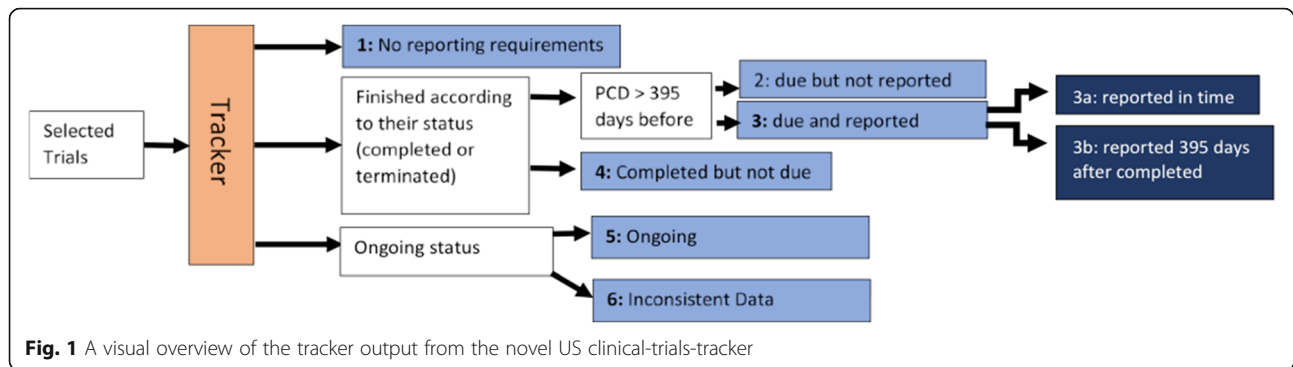 Selected
Trials
Tracker
1: No reporting requirements
Finished according
to their status
(completed or
terminated)
PCD > 395
days before
2: due but not reported
3: due and reported
3a: reported in time
3b: reported 395 days
after completed
4: Completed but not due
Ongoing status
5: Ongoing
6: Inconsistent Data
Fig. 1 A visual overview of the tracker output from the novel US clinical-trials-tracker